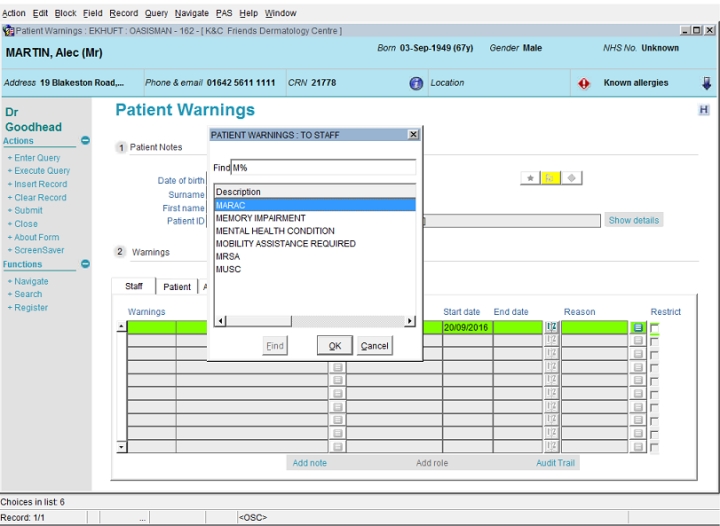 Action Edit Block Field Record Query Navigate PAS Help Window
Patient Warnings : EKHUFT : OASISMAN - 162 - [ K&C Friends Dermatology Centre ]
MARTIN, Alec (Mr) Born 03-Sep-1949 (67y) Gender Male NHS No. Unknown
Address 19 Blakeston Road,... Phone & email 01642 5611 1111 CRN 21778 Location Known allergies
Dr Goodhead
Actions
+ Enter Query
+ Execute Query
+ Insert Record
+ Clear Record
+ Submit
+ Close
+ About Form
+ ScreenSaver
Functions
+ Navigate
+ Search
+ Register
Patient Warnings H
1 Patient Notes
Date of birth
Surname
First name
Patient ID
Show details
2 Warnings
Staff Patient A
Warnings Start date End date Reason Restrict
20/09/2016
Add note Add role Audit Trail
PATIENT WARNINGS : TO STAFF
Find M%
Description
MARAC
MEMORY IMPAIRMENT
MENTAL HEALTH CONDITION
MOBILITY ASSISTANCE REQUIRED
MRSA
MUSC
Find OK Cancel
Choices in list: 6
Record: 1/1 ... <OSC>